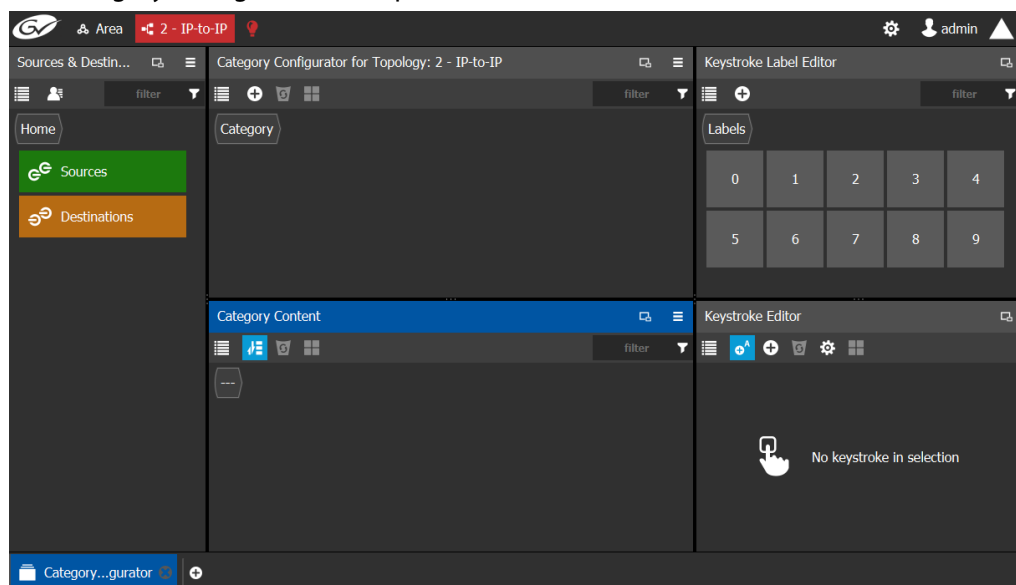 GV Area 2 - IP-to-IP admin
Sources & Destin...
filter
Home
Sources
Destinations
Category Configurator for Topology: 2 - IP-to-IP
filter
Category
Category Content
filter
---
Keystroke Label Editor
filter
Labels
0 1 2 3 4
5 6 7 8 9
Keystroke Editor
A
No keystroke in selection
Category...gurator